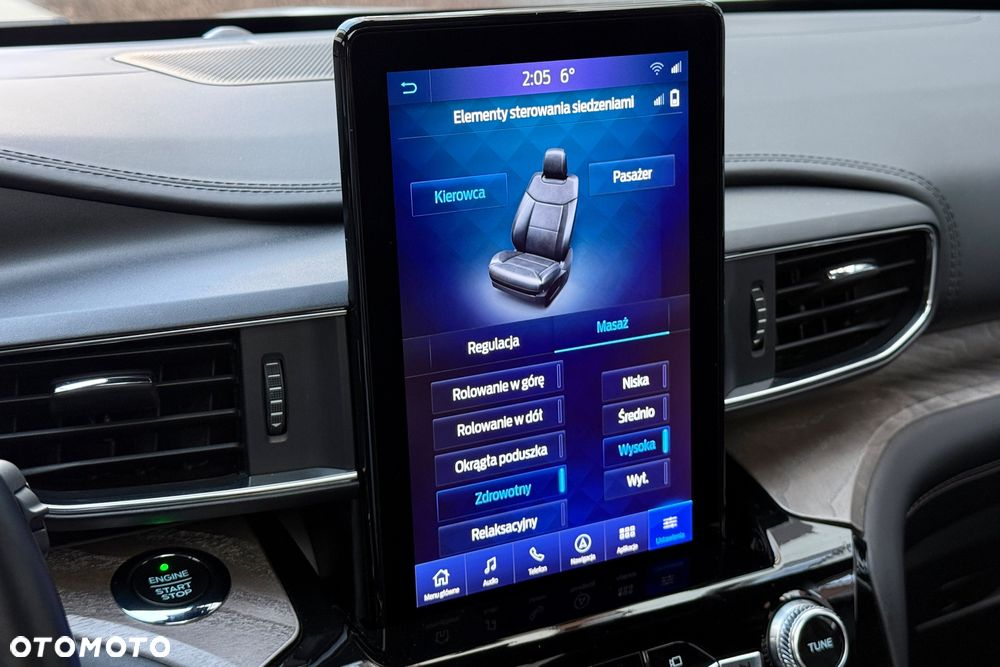 2:05 6°
Elementy sterowania siedzeniami
Kierowca
Pasażer
Regulacja
Masaż
Rolowanie w górę
Rolowanie w dół
Okrągła poduszka
Zdrowotny
Relaksacyjny
Niska
Średnio
Wysoka
Wył.
Menu główne
Audio
Telefon
Nawigacja
Aplikacje
Ustawienia
ENGINE
START
STOP
TUNE
OTOMOTO